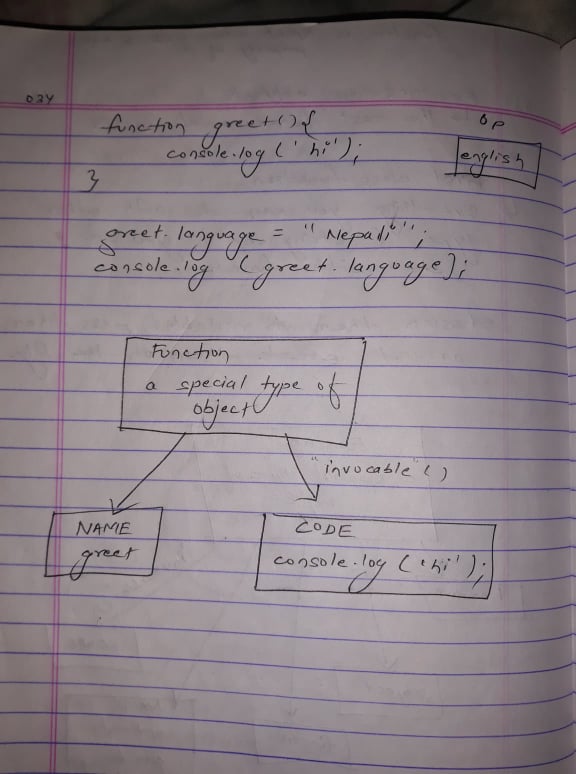 034
function greet() {
console.log ('hi');
}
op
english
greet. language = "Nepali";
console.log (greet. language);
Function
a special type of
object
"invocable" ()
NAME
greet
CODE
console.log ('hi');